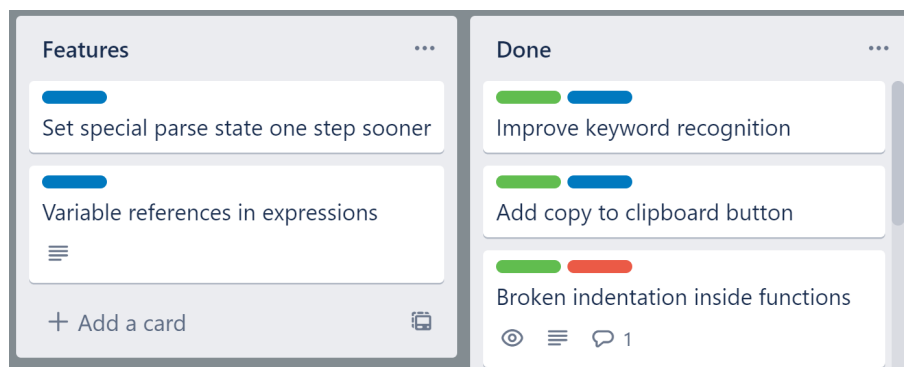 Features
Set special parse state one step sooner
Variable references in expressions
Add a card
Done
Improve keyword recognition
Add copy to clipboard button
Broken indentation inside functions
1